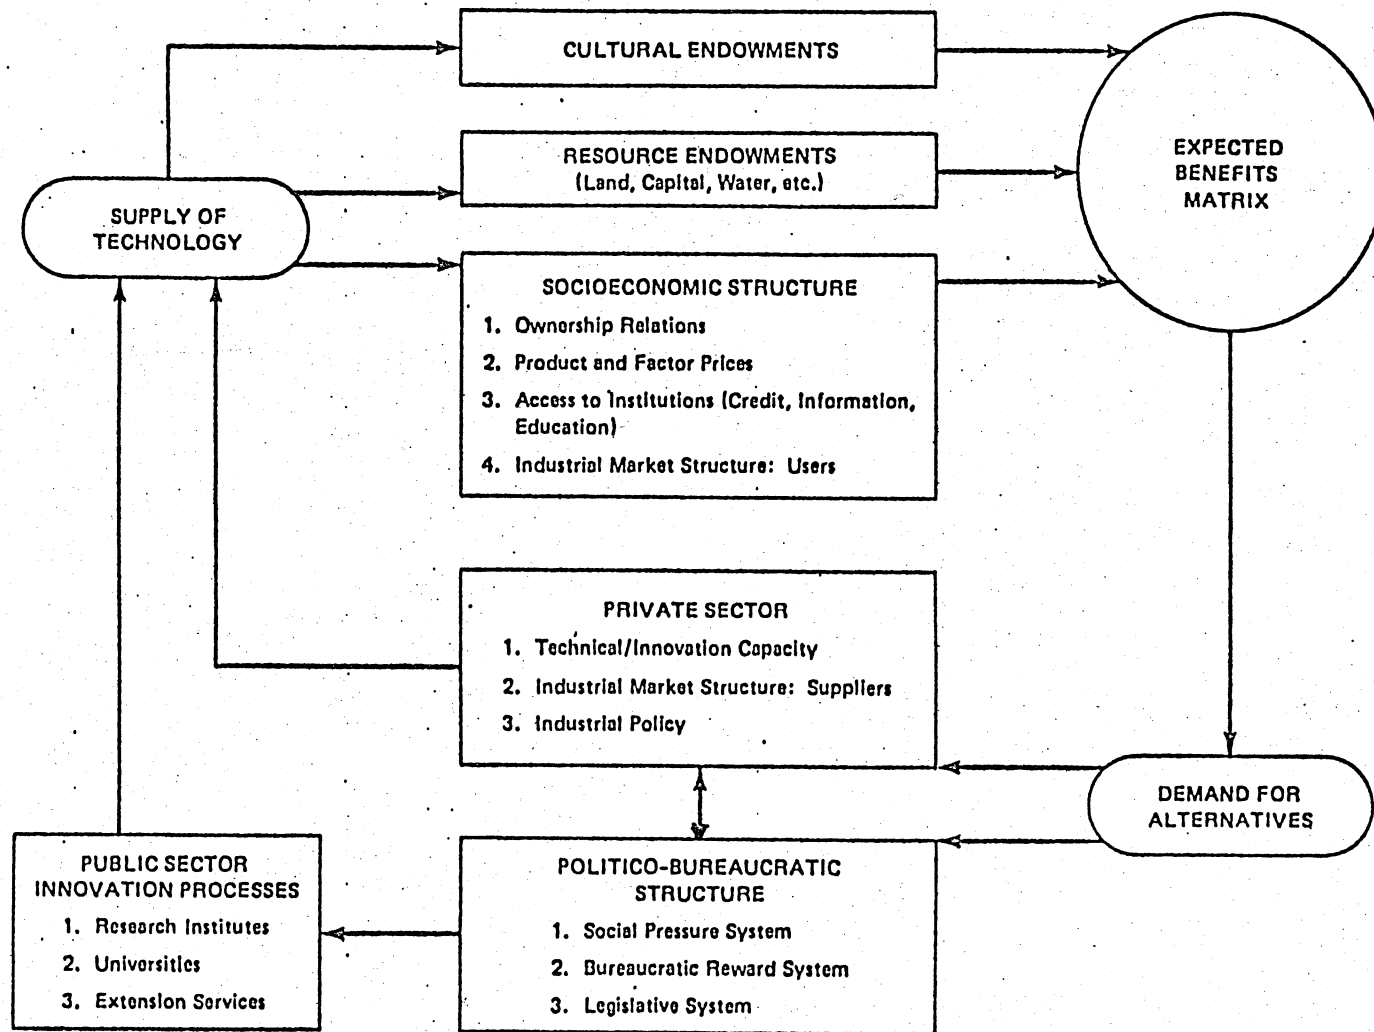 CULTURAL ENDOWMENTS
RESOURCE ENDOWMENTS
(Land, Capital, Water, etc.)
EXPECTED
BENEFITS
MATRIX
SUPPLY OF
TECHNOLOGY
SOCIOECONOMIC STRUCTURE
1. Ownership Relations
2. Product and Factor Prices
3. Access to Institutions (Credit, Information,
Education)
4. Industrial Market Structure: Users
PRIVATE SECTOR
1. Technical/Innovation Capacity
2. Industrial Market Structure: Suppliers
3. Industrial Policy
DEMAND FOR
ALTERNATIVES
PUBLIC SECTOR
INNOVATION PROCESSES
1. Research Institutes
2. Universities
3. Extension Services
POLITICO-BUREAUCRATIC
STRUCTURE
1. Social Pressure System
2. Bureaucratic Reward System
3. Legislative System